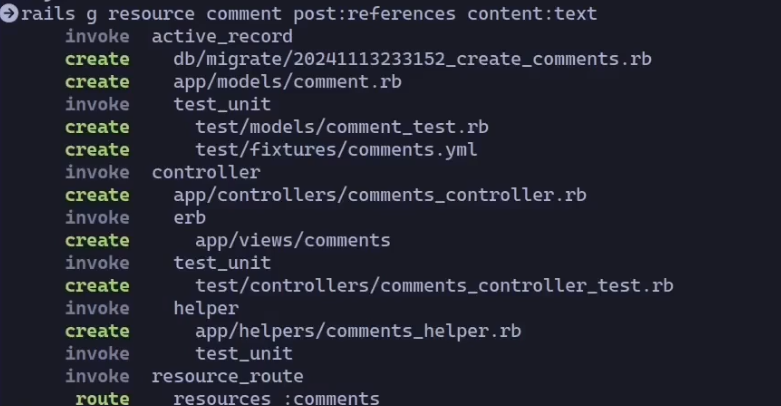 rails g resource comment post:references content:text
invoke active_record
create db/migrate/20241113233152_create_comments.rb
create app/models/comment.rb
invoke test_unit
create test/models/comment_test.rb
create test/fixtures/comments.yml
invoke controller
create app/controllers/comments_controller.rb
invoke erb
create app/views/comments
invoke test_unit
create test/controllers/comments_controller_test.rb
invoke helper
create app/helpers/comments_helper.rb
invoke test_unit
invoke resource_route
route resources :comments